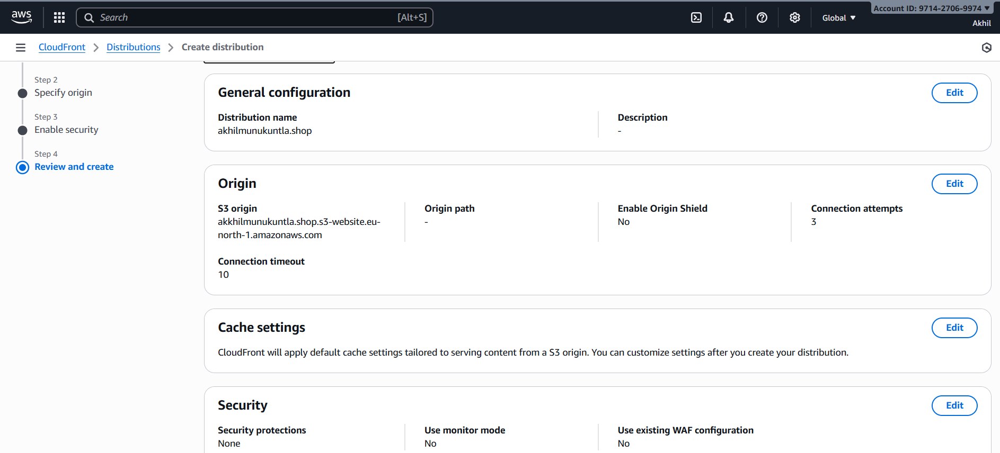 aws
Search
[Alt+S]
Global
Account ID: 9714-2706-9974
Akhil
CloudFront
Distributions
Create distribution
Step 2
Specify origin
Step 3
Enable security
Step 4
Review and create
General configuration
Edit
Distribution name
akhilmunukuntla.shop
Description
-
Origin
Edit
S3 origin
akkhilmunukuntla.shop.s3-website.eu-
north-1.amazonaws.com
Origin path
-
Enable Origin Shield
No
Connection attempts
3
Connection timeout
10
Cache settings
Edit
CloudFront will apply default cache settings tailored to serving content from a S3 origin. You can customize settings after you create your distribution.
Security
Edit
Security protections
None
Use monitor mode
No
Use existing WAF configuration
No